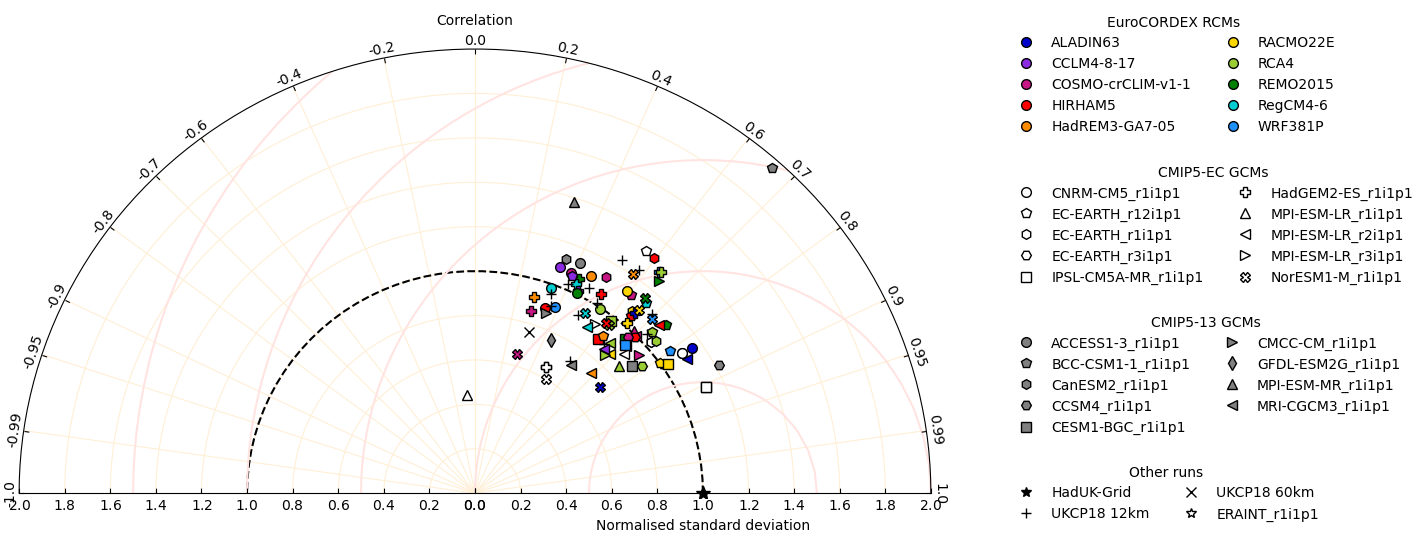 Correlation
0.0
-0.2 0.2
-0.4 0.4
-0.6 0.6
-0.7 0.7
-0.8 0.8
-0.9 0.9
-0.95 0.95
-0.99 0.99
-1.0 1.0
2.0 1.8 1.6 1.4 1.2 1.0 0.8 0.6 0.4 0.2 0.0 0.2 0.4 0.6 0.8 1.0 1.2 1.4 1.6 1.8 2.0
Normalised standard deviation
EuroCORDEX RCMs
ALADIN63 RACMO22E
CCLM4-8-17 RCA4
COSMO-crCLIM-v1-1 REMO2015
HIRHAM5 RegCM4-6
HadREM3-GA7-05 WRF381P
CMIP5-EC GCMs
CNRM-CM5_r1i1p1 HadGEM2-ES_r1i1p1
EC-EARTH_r12i1p1 MPI-ESM-LR_r1i1p1
EC-EARTH_r1i1p1 MPI-ESM-LR_r2i1p1
EC-EARTH_r3i1p1 MPI-ESM-LR_r3i1p1
IPSL-CM5A-MR_r1i1p1 NorESM1-M_r1i1p1
CMIP5-13 GCMs
ACCESS1-3_r1i1p1 CMCC-CM_r1i1p1
BCC-CSM1-1_r1i1p1 GFDL-ESM2G_r1i1p1
CanESM2_r1i1p1 MPI-ESM-MR_r1i1p1
CCSM4_r1i1p1 MRI-CGCM3_r1i1p1
CESM1-BGC_r1i1p1
Other runs
HadUK-Grid UKCP18 60km
UKCP18 12km ERAINT_r1i1p1